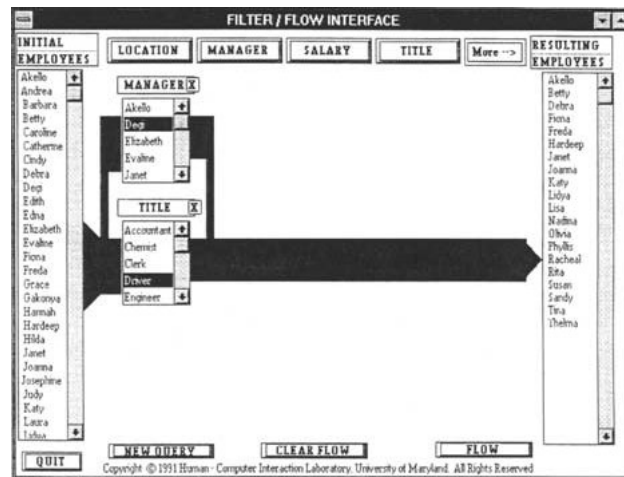 FILTER / FLOW INTERFACE
INITIAL
EMPLOYEES
LOCATION
MANAGER
SALARY
TITLE
More -->
RESULTING
EMPLOYEES
Akello
Andrea
Barbara
Betty
Caroline
Catherine
Cindy
Debra
Degi
Edith
Edna
Elizabeth
Evaline
Fiona
Freda
Grace
Gakonya
Hannah
Hardeep
Hilda
Janet
Joanna
Josephine
Judy
Katy
Laura
Lidya
MANAGER X
Akello
Degi
Elizabeth
Evaline
Janet
TITLE X
Accountant
Chemist
Clerk
Driver
Engineer
Akello
Betty
Debra
Fiona
Freda
Hardeep
Janet
Joanna
Katy
Lidya
Lisa
Nadina
Olivia
Phyllis
Racheal
Rita
Susan
Sandy
Tina
Thelma
QUIT
NEW QUERY
CLEAR FLOW
FLOW
Copyright © 1991 Human - Computer Interaction Laboratory, University of Maryland. All Rights Reserved